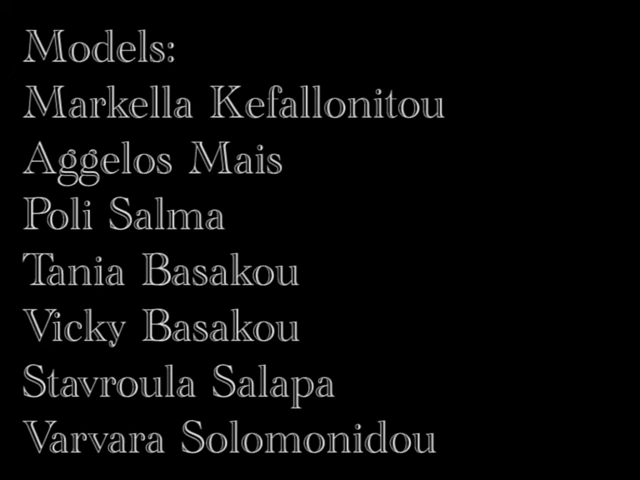 Models:
Markella Kefallonitou
Aggelos Mais
Poli Salma
Tania Basakou
Vicky Basakou
Stavroula Salapa
Varvara Solomonidou